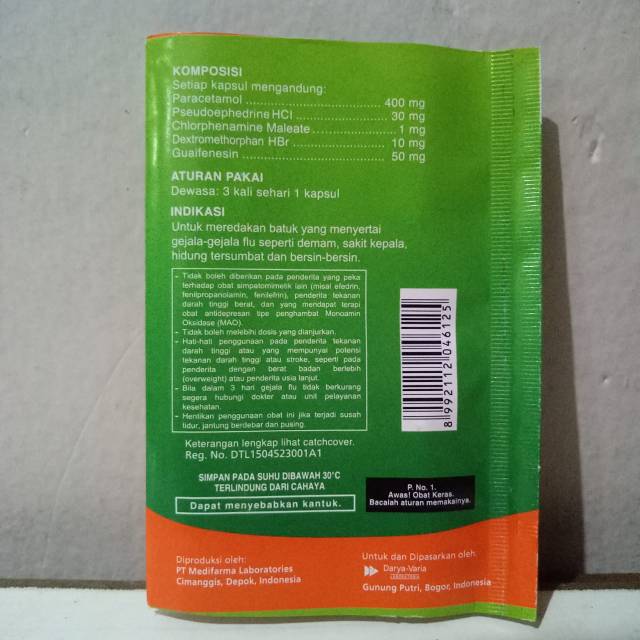 KOMPOSISI
Setiap kapsul mengandung:
Paracetamol ........................................ 400 mg
Pseudoephedrine HCl ........................... 30 mg
Chlorphenamine Maleate ..................... 1 mg
Dextromethorphan HBr ......................... 10 mg
Guaifenesin ......................................... 50 mg
ATURAN PAKAI
Dewasa: 3 kali sehari 1 kapsul
INDIKASI
Untuk meredakan batuk yang menyertai
gejala-gejala flu seperti demam, sakit kepala,
hidung tersumbat dan bersin-bersin.
- Tidak boleh diberikan pada penderita yang peka
terhadap obat simpatomimetik lain (misal efedrin,
fenilpropanolamin, fenilefrin), penderita tekanan
darah tinggi berat, dan yang mendapat terapi
obat antidepresan tipe penghambat Monoamin
Oksidase (MAO).
- Tidak boleh melebihi dosis yang dianjurkan.
- Hati-hati penggunaan pada penderita tekanan
darah tinggi atau yang mempunyai potensi
tekanan darah tinggi atau stroke, seperti pada
penderita dengan berat badan berlebih
(overweight) atau penderita usia lanjut.
- Bila dalam 3 hari gejala flu tidak berkurang
segera hubungi dokter atau unit pelayanan
kesehatan.
- Hentikan penggunaan obat ini jika terjadi susah
tidur, jantung berdebar dan pusing.
8 992112 046125
Keterangan lengkap lihat catchcover.
Reg. No. DTL1504523001A1
SIMPAN PADA SUHU DIBAWAH 30°C
TERLINDUNG DARI CAHAYA
Dapat menyebabkan kantuk.
P. No. 1.
Awas! Obat Keras.
Bacalah aturan memakainya.
Diproduksi oleh:
PT Medifarma Laboratories
Cimanggis, Depok, Indonesia
Untuk dan Dipasarkan oleh:
Darya-Varia
Gunung Putri, Bogor, Indonesia